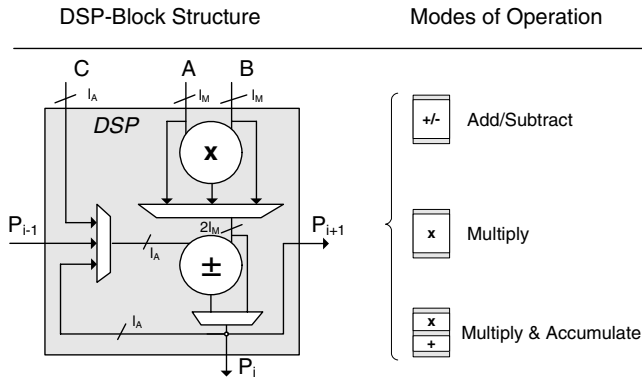 DSP-Block Structure
Modes of Operation
C
A
B
lA
lM
lM
DSP
x
Pi-1
Pi+1
2lM
lA
±
lA
Pi
+/-
Add/Subtract
x
Multiply
x
+
Multiply & Accumulate